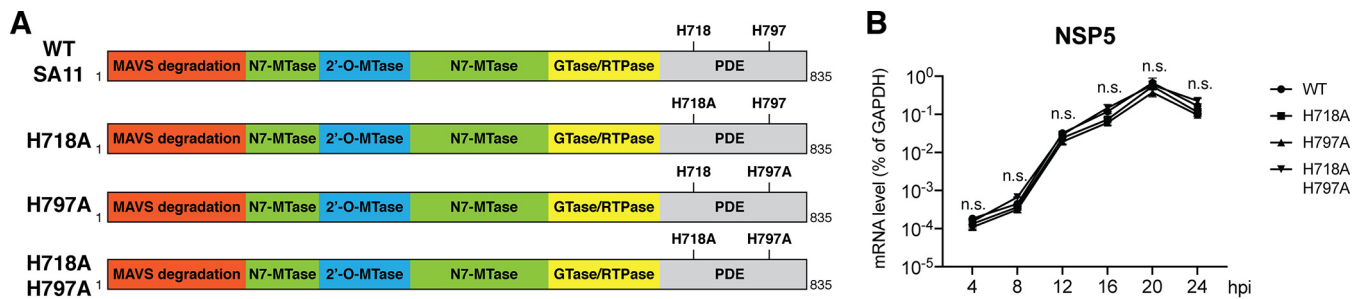 A
WT
SA11
1
MAVS degradation
N7-MTase
2'-O-MTase
N7-MTase
GTase/RTPase
PDE
H718
H797
835
H718A
1
MAVS degradation
N7-MTase
2'-O-MTase
N7-MTase
GTase/RTPase
PDE
H718A
H797
835
H797A
1
MAVS degradation
N7-MTase
2'-O-MTase
N7-MTase
GTase/RTPase
PDE
H718
H797A
835
H718A
H797A
1
MAVS degradation
N7-MTase
2'-O-MTase
N7-MTase
GTase/RTPase
PDE
H718A
H797A
835
B
NSP5
mRNA level (% of GAPDH)
10⁰
10⁻¹
10⁻²
10⁻³
10⁻⁴
10⁻⁵
n.s.
n.s.
n.s.
n.s.
n.s.
n.s.
4 8 12 16 20 24 hpi
WT
H718A
H797A
H718A
H797A